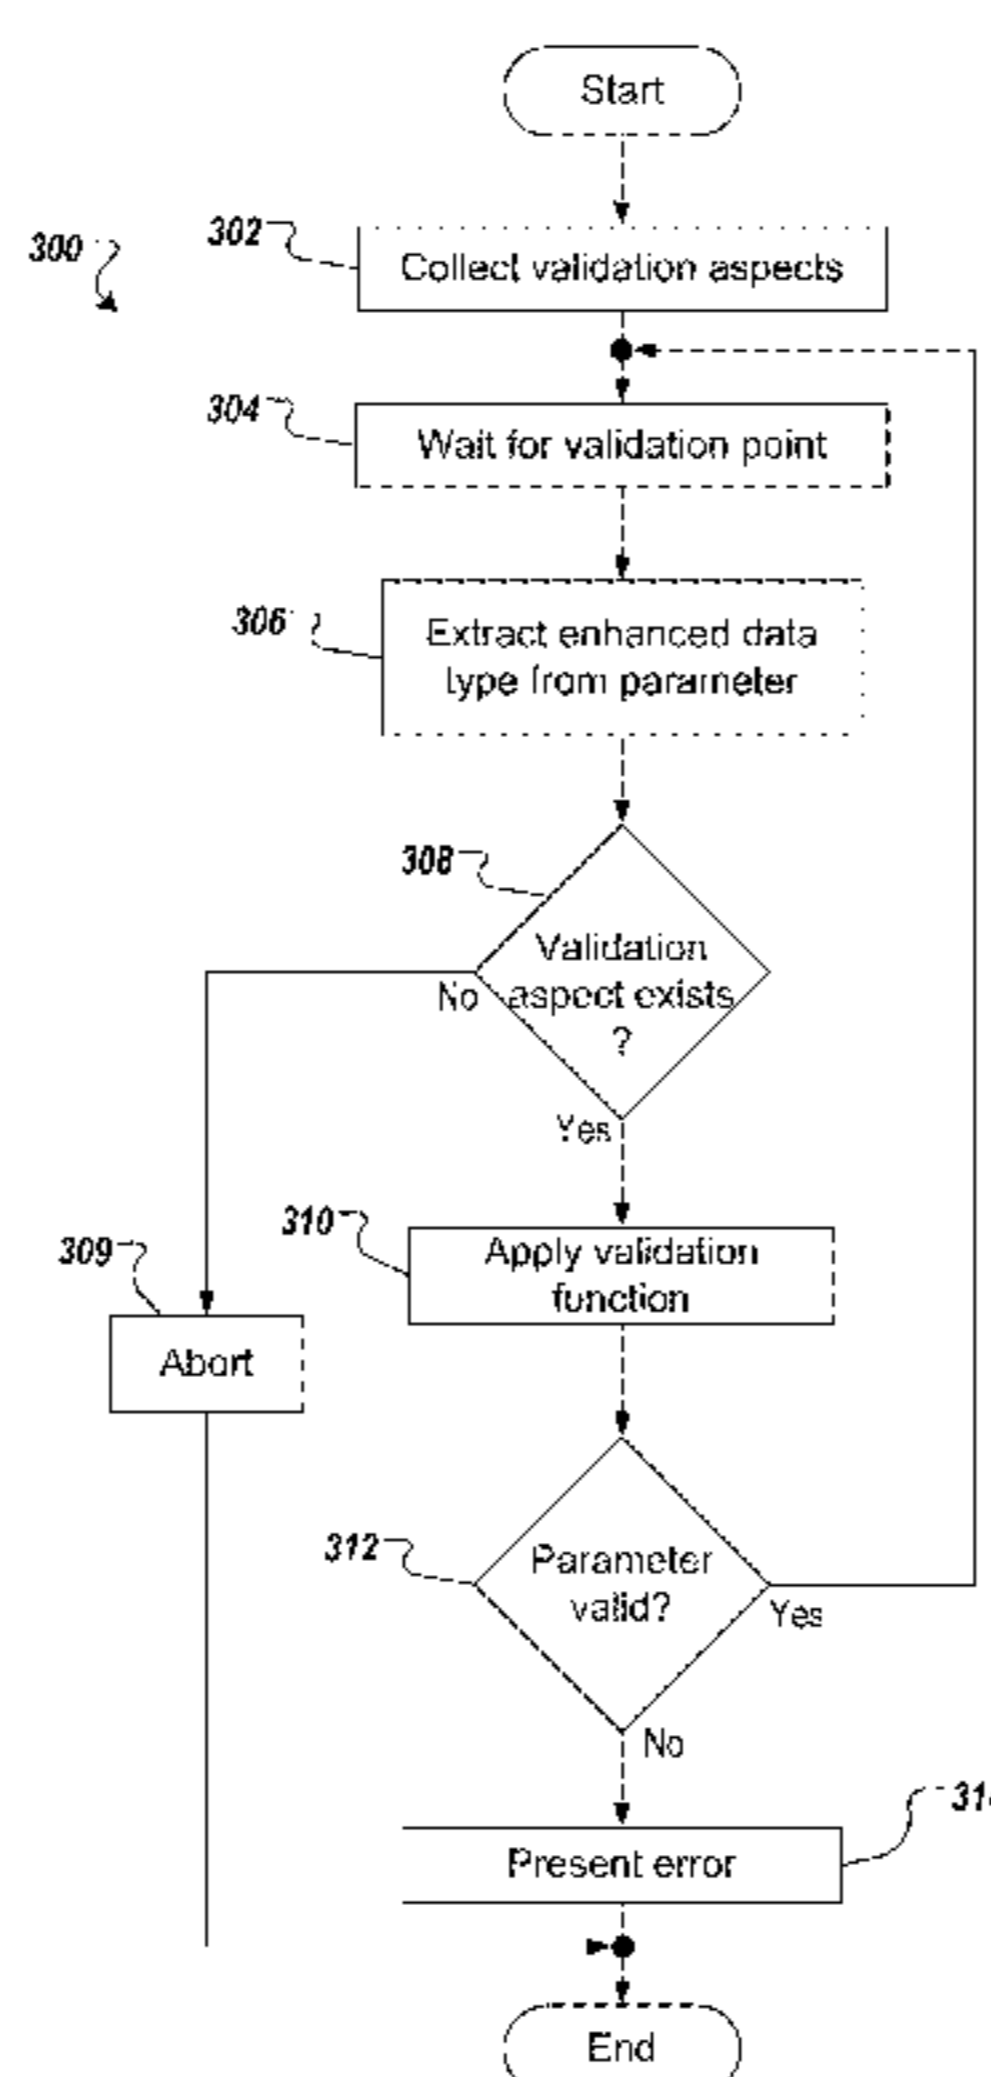 Start
300
302
Collect validation aspects
304
Wait for validation point
306
Extract enhanced data
type from parameter
308
Validation
aspect exists
?
No
Yes
310
Apply validation
function
309
Abort
312
Parameter
valid?
Yes
No
Present error
End